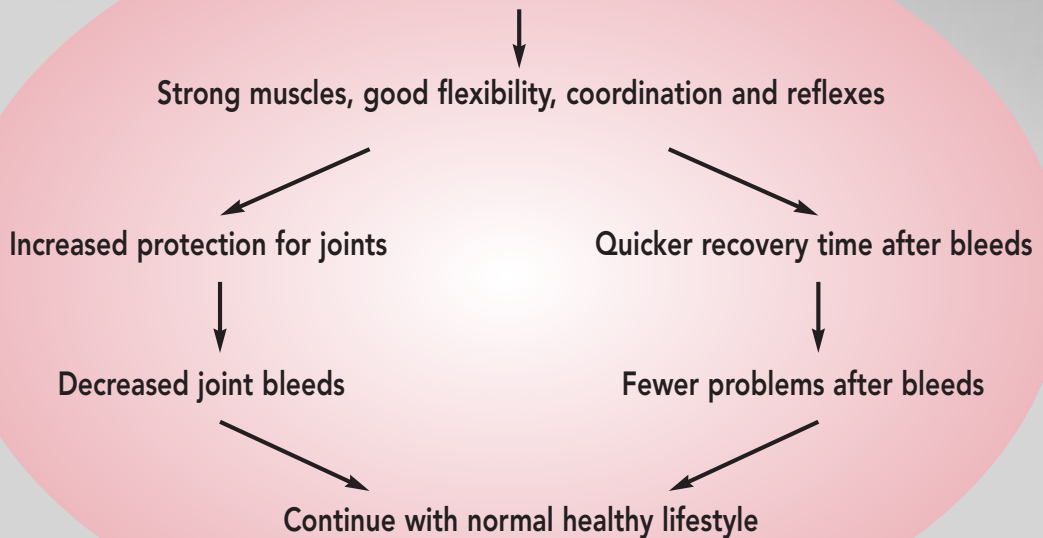 Strong muscles, good flexibility, coordination and reflexes
Increased protection for joints
Quicker recovery time after bleeds
Decreased joint bleeds
Fewer problems after bleeds
Continue with normal healthy lifestyle